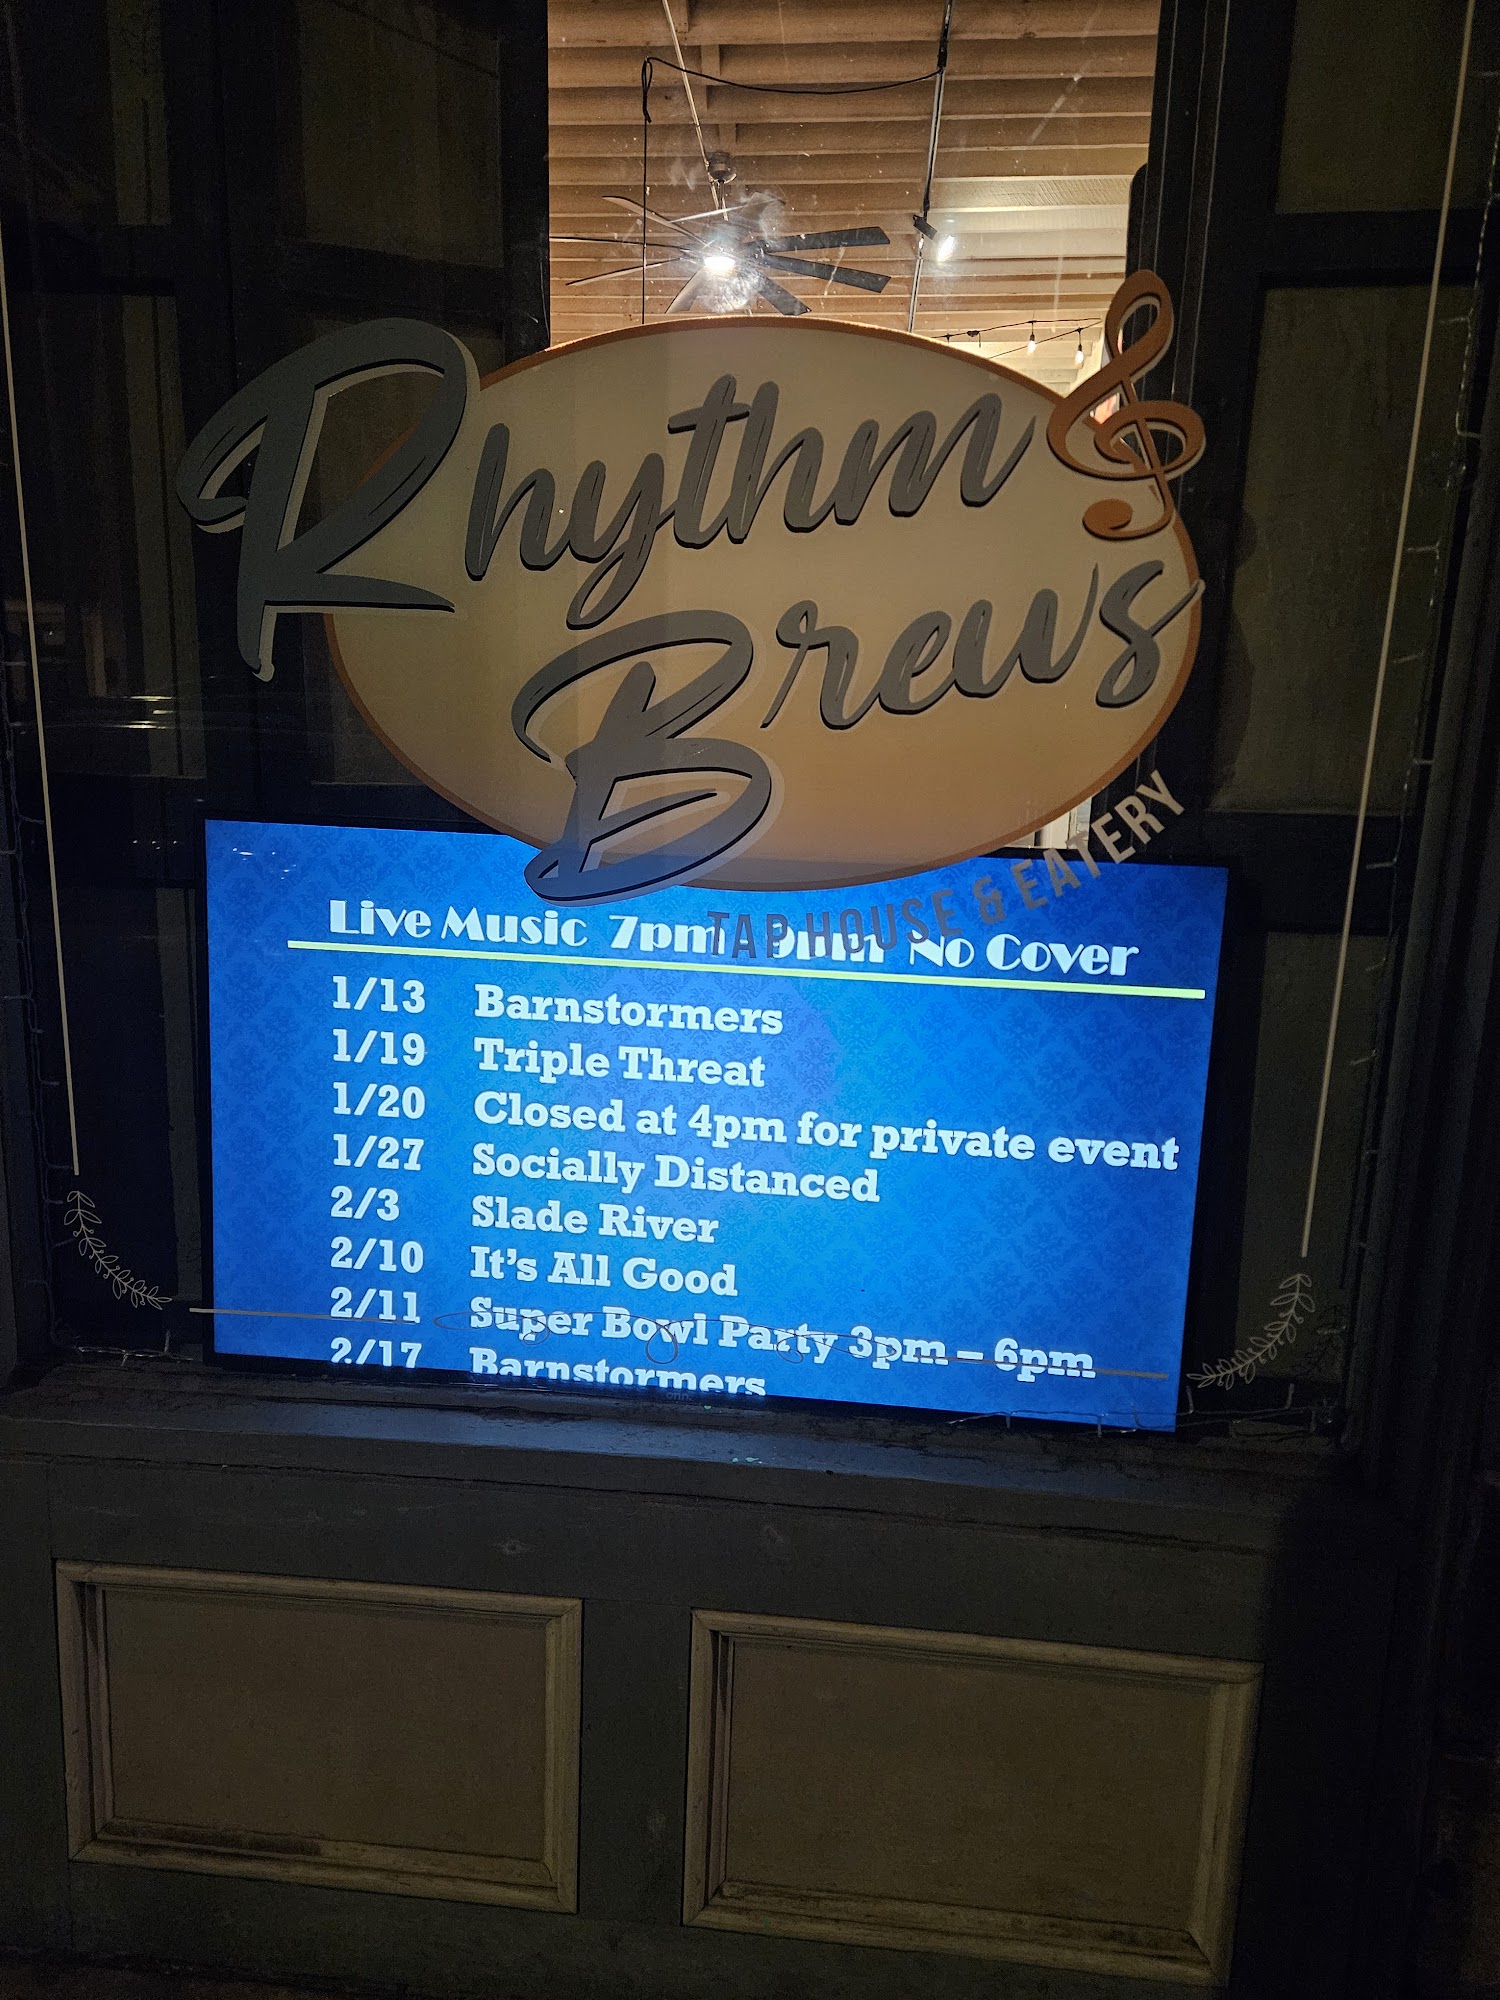 Rhythm &
Brews
TAP HOUSE & EATERY
Live Music 7pm - 9pm No Cover
1/13 Barnstormers
1/19 Triple Threat
1/20 Closed at 4pm for private event
1/27 Socially Distanced
2/3 Slade River
2/10 It's All Good
2/11 Super Bowl Party 3pm – 6pm
2/17 Barnstormers